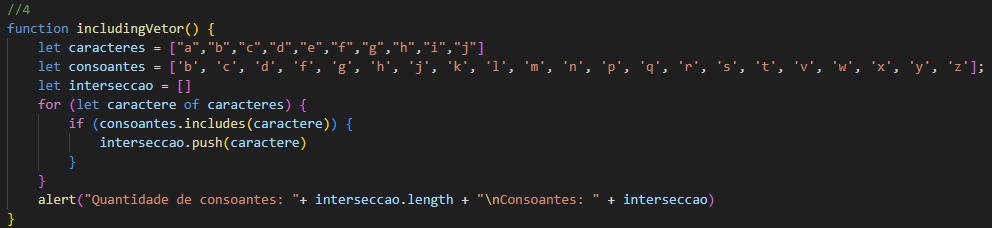 //4
function includingVetor() {
    let caracteres = ["a","b","c","d","e","f","g","h","i","j"]
    let consoantes = ['b', 'c', 'd', 'f', 'g', 'h', 'j', 'k', 'l', 'm', 'n', 'p', 'q', 'r', 's', 't', 'v', 'w', 'x', 'y', 'z'];
    let interseccao = []
    for (let caractere of caracteres) {
        if (consoantes.includes(caractere)) {
            interseccao.push(caractere)
        }
    }
    alert("Quantidade de consoantes: "+ interseccao.length + "\nConsoantes: " + interseccao)
}